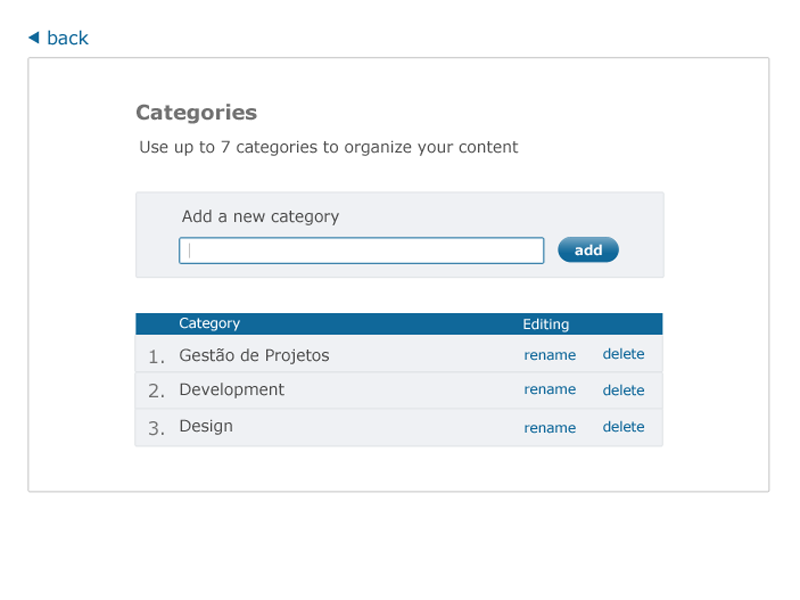 back
Categories
Use up to 7 categories to organize your content
Add a new category
add
Category Editing
1. Gestão de Projetos rename delete
2. Development rename delete
3. Design rename delete